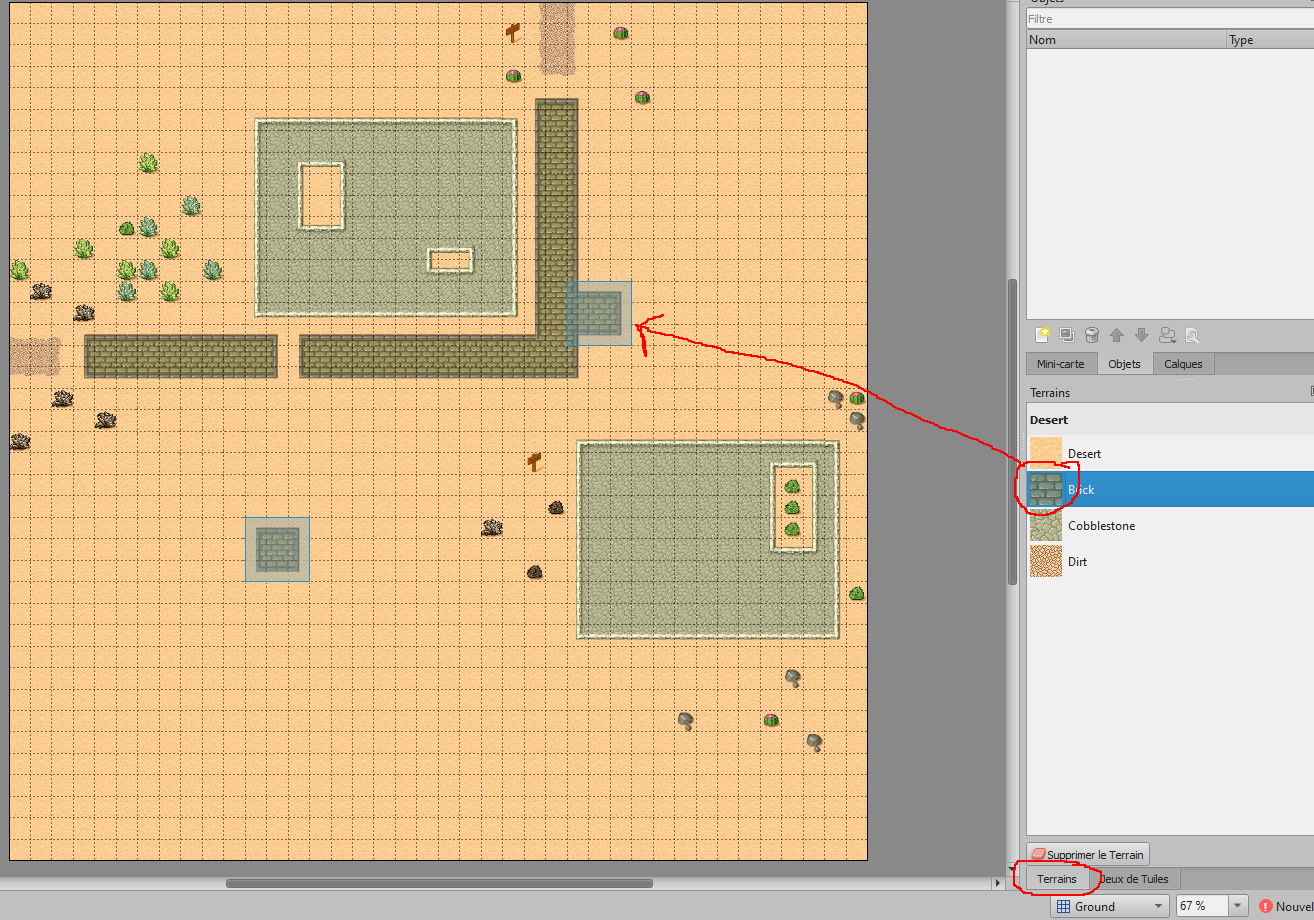 Objets
Filtre
Nom Type
Mini-carte Objets Calques
Terrains
Desert
Desert
Brick
Cobblestone
Dirt
Supprimer le Terrain
Terrains Jeux de Tuiles
Ground 67 % Nouvel